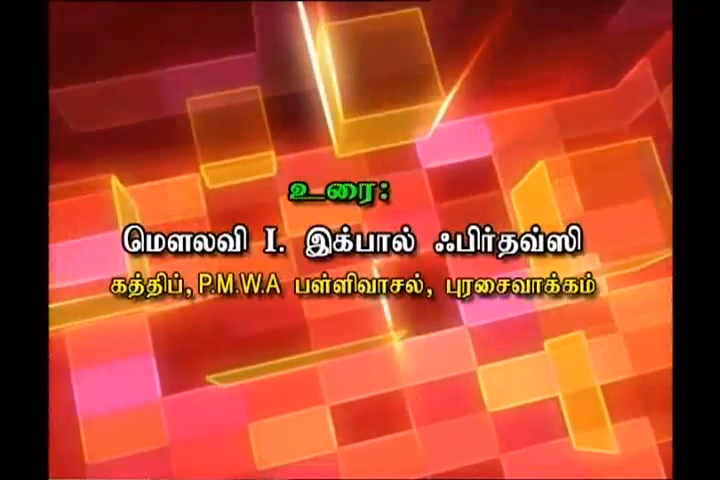 உரை:
மௌலவி I. இக்பால் ஃபிர்தவ்ஸி
கத்திப், P.M.W.A பள்ளிவாசல், புரசைவாக்கம்